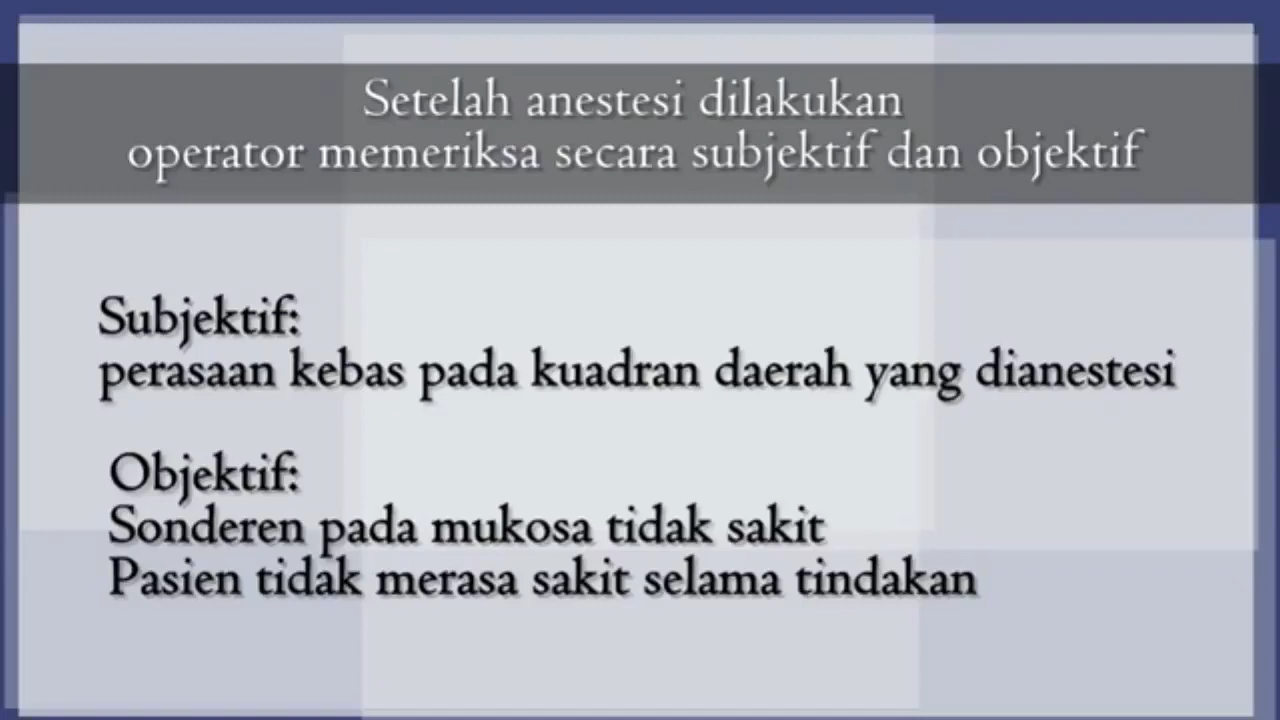 Setelah anestesi dilakukan
operator memeriksa secara subjektif dan objektif
Subjektif:
perasaan kebas pada kuadran daerah yang dianestesi
Objektif:
Sonderen pada mukosa tidak sakit
Pasien tidak merasa sakit selama tindakan